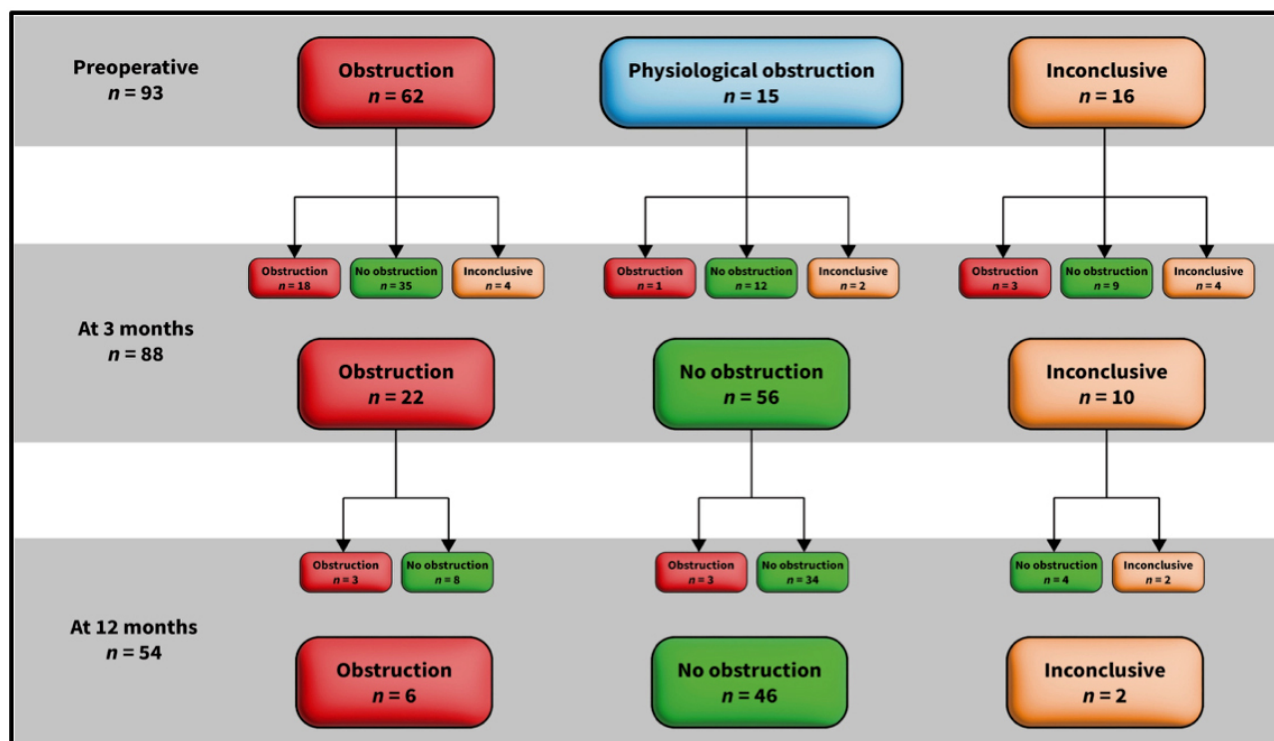 Preoperative
n = 93
Obstruction
n = 62
Physiological obstruction
n = 15
Inconclusive
n = 16
Obstruction
n = 18
No obstruction
n = 35
Inconclusive
n = 4
Obstruction
n = 1
No obstruction
n = 12
Inconclusive
n = 2
Obstruction
n = 3
No obstruction
n = 9
Inconclusive
n = 4
At 3 months
n = 88
Obstruction
n = 22
No obstruction
n = 56
Inconclusive
n = 10
Obstruction
n = 3
No obstruction
n = 8
Obstruction
n = 3
No obstruction
n = 34
No obstruction
n = 4
Inconclusive
n = 2
At 12 months
n = 54
Obstruction
n = 6
No obstruction
n = 46
Inconclusive
n = 2